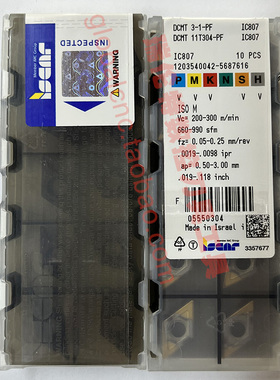 INSPECTED
WARNING
iscar
DCMT 3-1-PF IC807
DCMT 11T304-PF IC807
IC807 10 PCS
1203540042-5687616
P M K N S H
V V V V
ISO M
Vc= 200-300 m/min
660-990 sfm
fz= 0.05-0.25 mm/rev
.0019-.0098 ipr
ap= 0.50-3.00 mm
.019-.118 inch
F
05550304
Made in Israel i
iscar
3357677